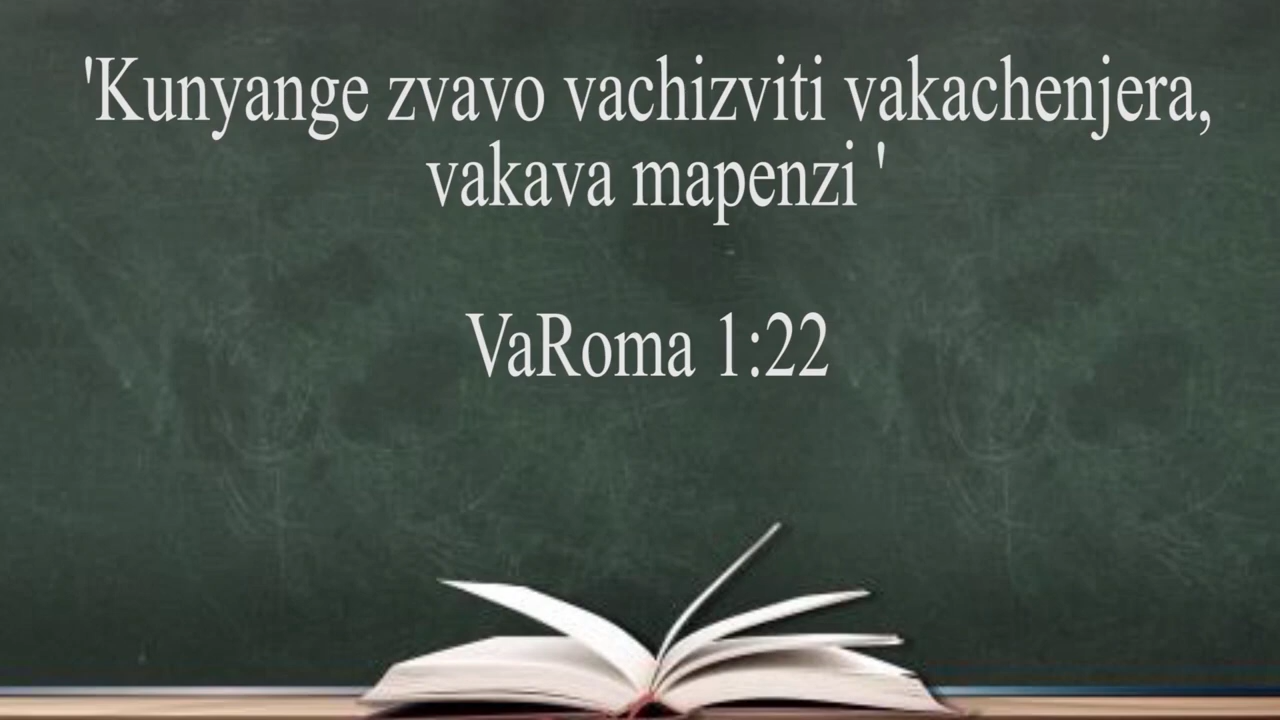 'Kunyange zvavo vachizviti vakachenjera,
vakava mapenzi '
VaRoma 1:22